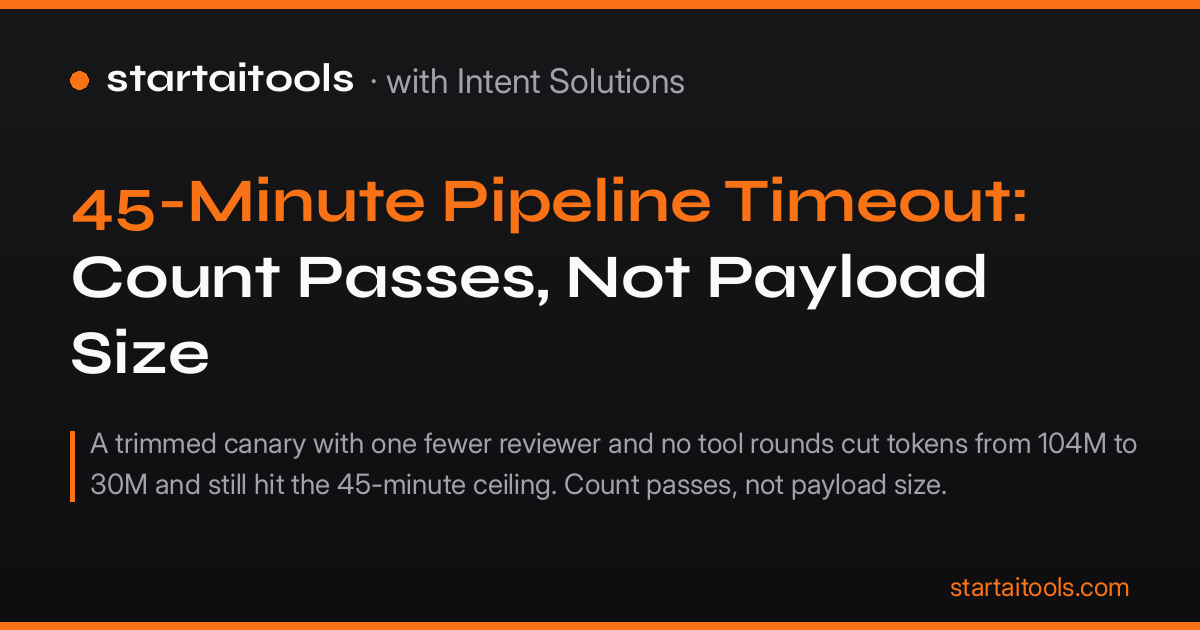 startaitools · with Intent Solutions
45-Minute Pipeline Timeout:
Count Passes, Not Payload
Size
A trimmed canary with one fewer reviewer and no tool rounds cut tokens from 104M to
30M and still hit the 45-minute ceiling. Count passes, not payload size.
startaitools.com